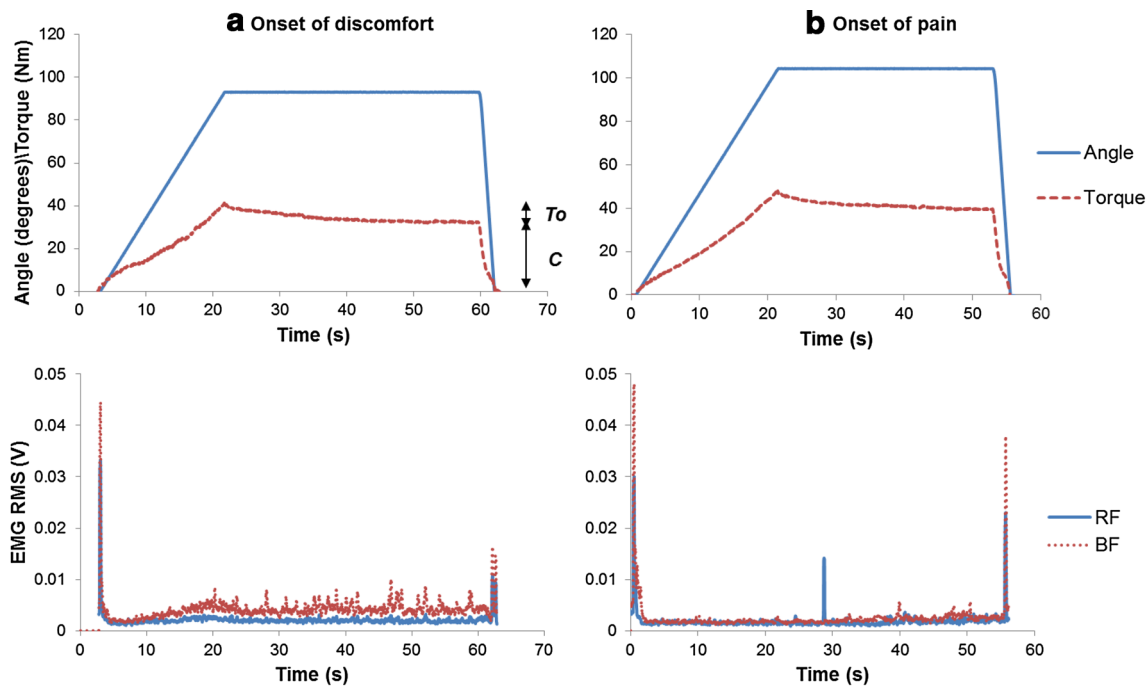 a Onset of discomfort
b Onset of pain
Angle (degrees)\Torque (Nm)
120
100
80
60
40
20
0
0 10 20 30 40 50 60 70
Time (s)
To
C
120
100
80
60
40
20
0
0 10 20 30 40 50 60
Time (s)
Angle
Torque
EMG RMS (V)
0.05
0.04
0.03
0.02
0.01
0
0 10 20 30 40 50 60 70
Time (s)
0.05
0.04
0.03
0.02
0.01
0
0 10 20 30 40 50 60
Time (s)
RF
BF